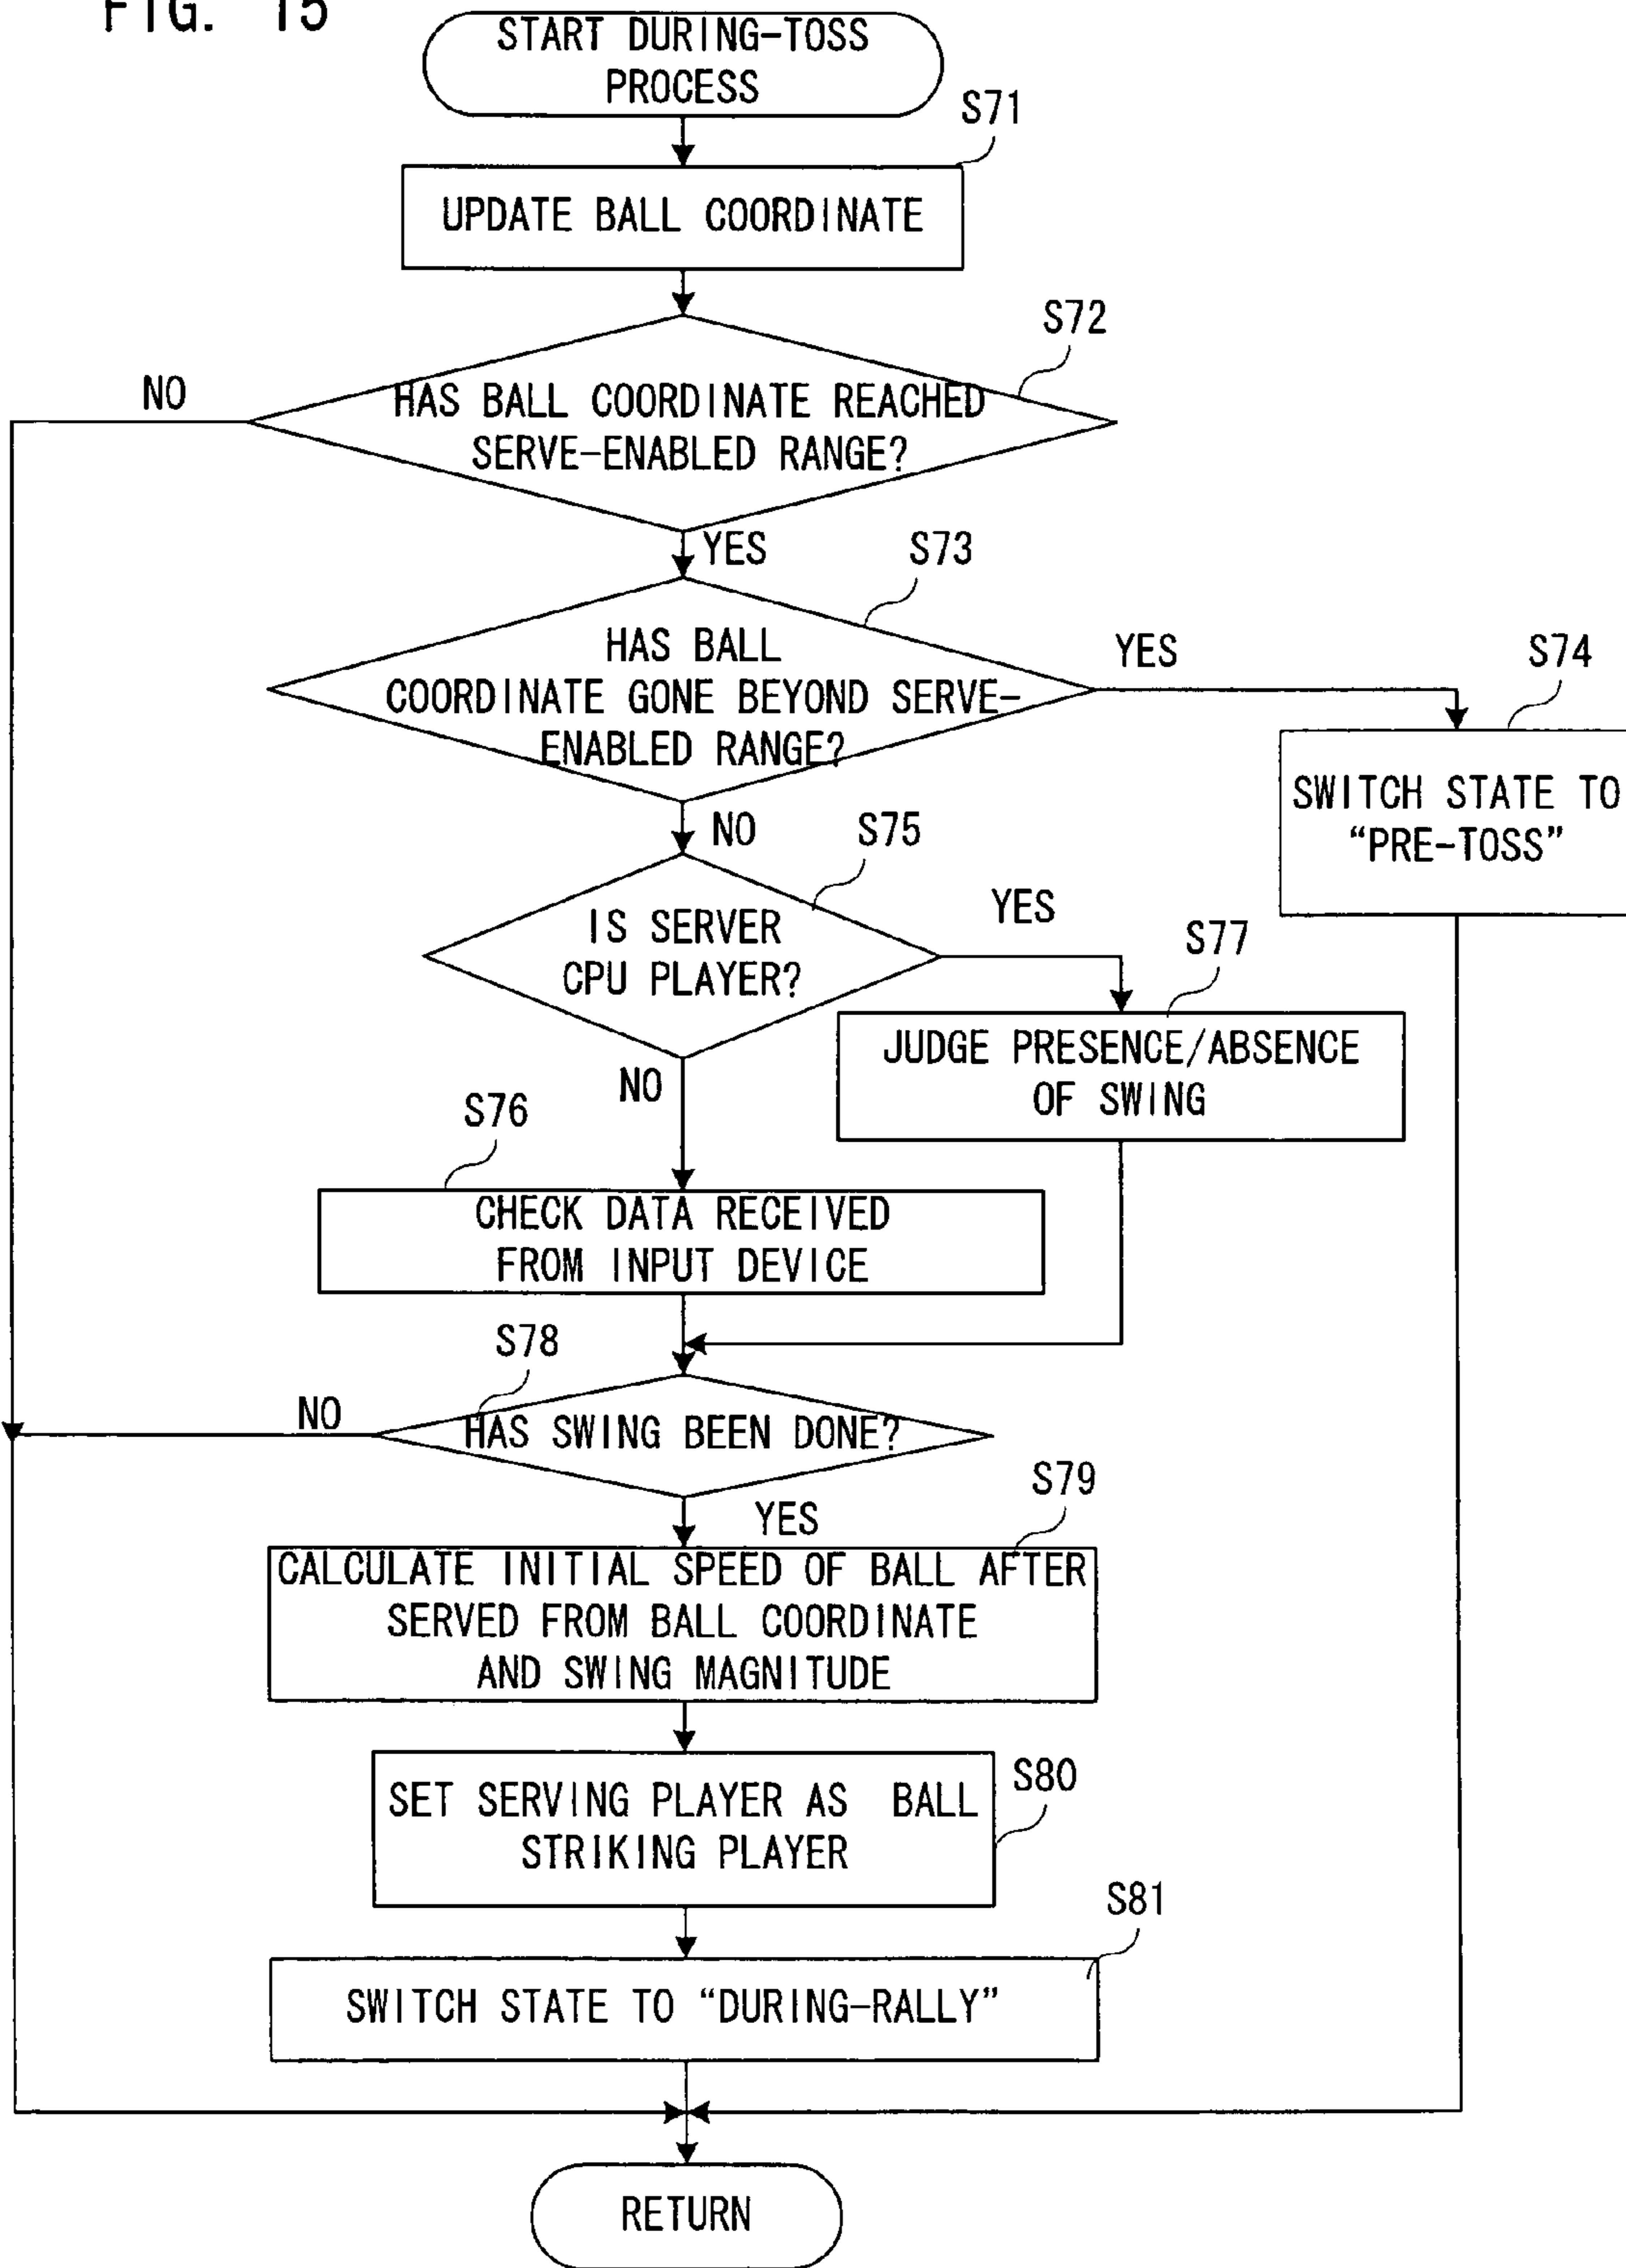 FIG. 15
START DURING-TOSS
PROCESS
S71
UPDATE BALL COORDINATE
S72
NO
HAS BALL COORDINATE REACHED
SERVE-ENABLED RANGE?
YES
S73
HAS BALL
COORDINATE GONE BEYOND SERVE-
ENABLED RANGE?
YES
S74
SWITCH STATE TO
“PRE-TOSS”
NO
S75
IS SERVER
CPU PLAYER?
YES
S77
JUDGE PRESENCE/ABSENCE
OF SWING
NO
S76
CHECK DATA RECEIVED
FROM INPUT DEVICE
S78
NO
HAS SWING BEEN DONE?
YES
S79
CALCULATE INITIAL SPEED OF BALL AFTER
SERVED FROM BALL COORDINATE
AND SWING MAGNITUDE
S80
SET SERVING PLAYER AS BALL
STRIKING PLAYER
S81
SWITCH STATE TO “DURING-RALLY”
RETURN